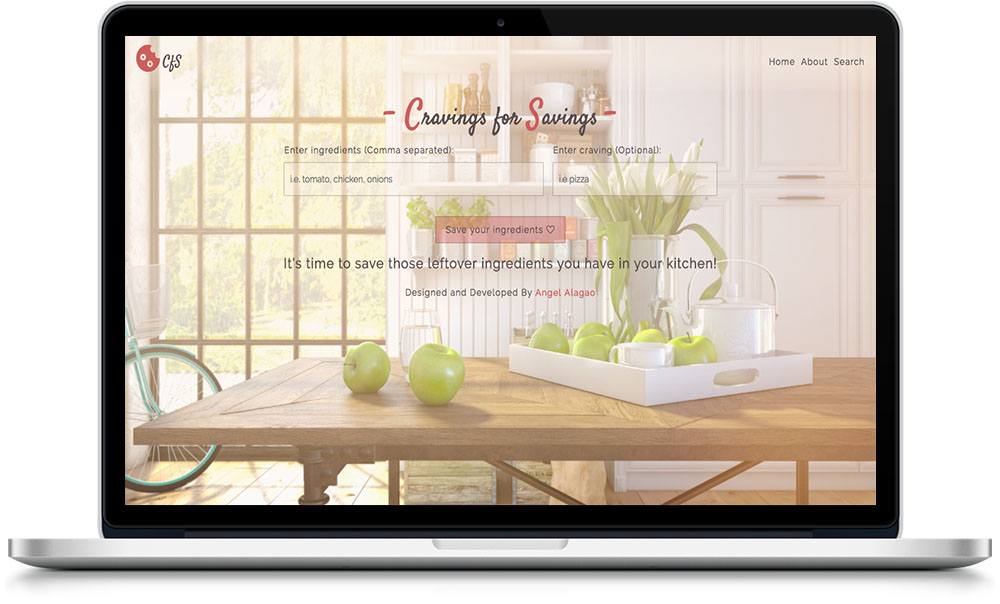 CfS
Home About Search
- Cravings for Savings -
Enter ingredients (Comma separated): Enter craving (Optional):
i.e. tomato, chicken, onions i.e pizza
Save your ingredients ♡
It's time to save those leftover ingredients you have in your kitchen!
Designed and Developed By Angel Alagao